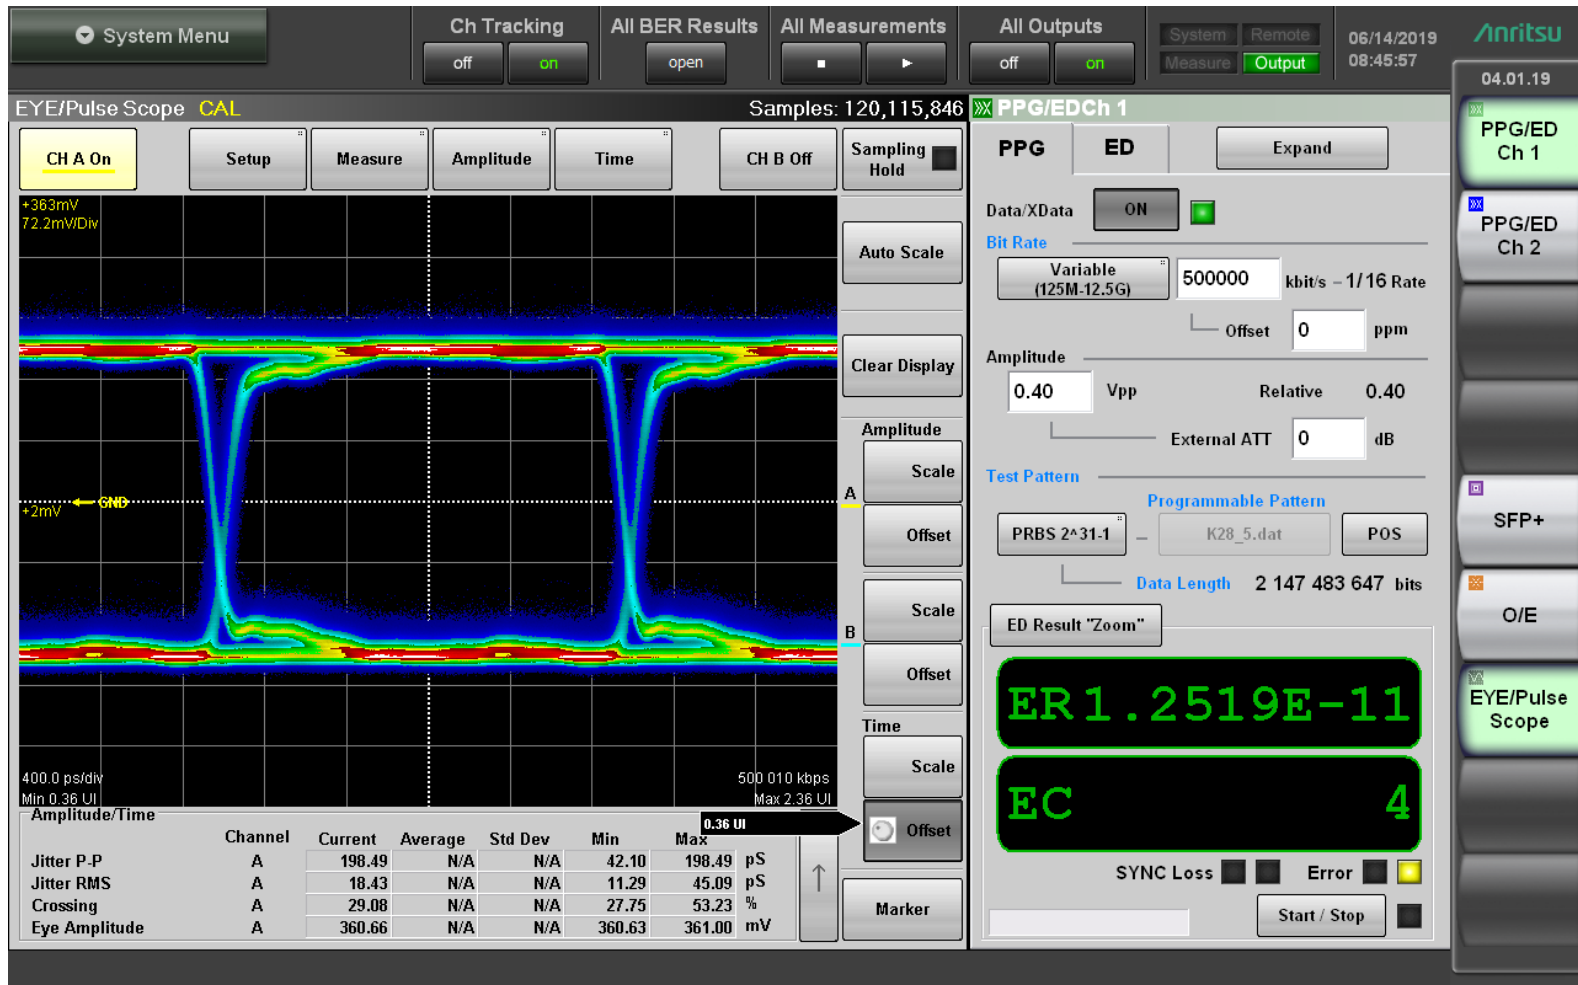 System Menu
Ch Tracking
off
on
All BER Results
open
All Measurements
All Outputs
off
on
System
Remote
Measure
Output
06/14/2019
08:45:57
Anritsu
04.01.19
EYE/Pulse Scope CAL
Samples: 120,115,846
CH A On
Setup
Measure
Amplitude
Time
CH B Off
Sampling
Hold
+363mV
72.2mV/Div
GND
+2mV
400.0 ps/div
Min 0.36 UI
500 010 kbps
Max 2.36 UI
Auto Scale
Clear Display
Amplitude
Scale
A
Offset
Scale
B
Offset
Time
Scale
0.36 UI
Offset
Marker
Amplitude/Time
Channel Current Average Std Dev Min Max
Jitter P-P A 198.49 N/A N/A 42.10 198.49 pS
Jitter RMS A 18.43 N/A N/A 11.29 45.09 pS
Crossing A 29.08 N/A N/A 27.75 53.23 %
Eye Amplitude A 360.66 N/A N/A 360.63 361.00 mV
PPG/EDCh 1
PPG
ED
Expand
Data/XData ON
Bit Rate
Variable
(125M-12.5G)
500000 kbit/s - 1/16 Rate
Offset 0 ppm
Amplitude
0.40 Vpp Relative 0.40
External ATT 0 dB
Test Pattern
Programmable Pattern
PRBS 2^31-1 K28_5.dat POS
Data Length 2 147 483 647 bits
ED Result "Zoom"
ER 1.2519E-11
EC 4
SYNC Loss Error
Start / Stop
PPG/ED
Ch 1
PPG/ED
Ch 2
SFP+
O/E
EYE/Pulse
Scope